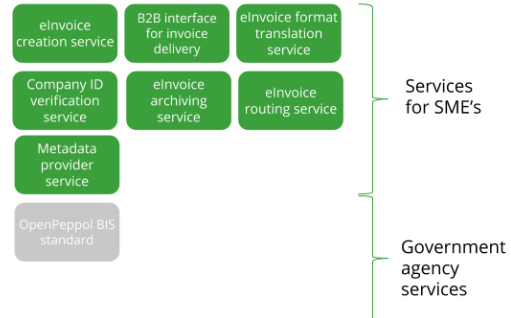 eInvoice
creation service
B2B interface
for invoice
delivery
eInvoice format
translation
service
Company ID
verification
service
eInvoice
archiving
service
eInvoice
routing service
Services
for SME's
Metadata
provider
service
OpenPeppol BIS
standard
Government
agency
services